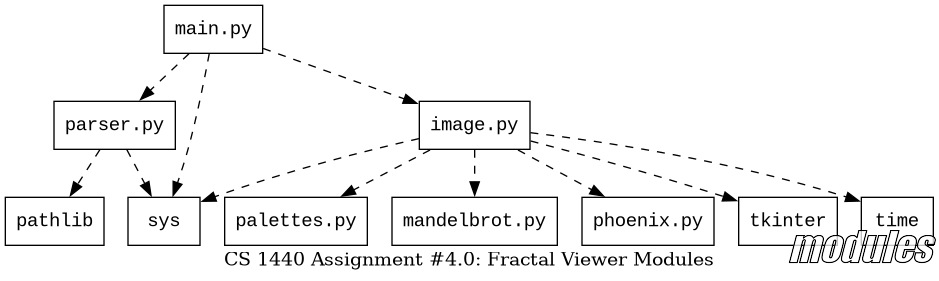 main.py
parser.py
image.py
pathlib
sys
palettes.py
mandelbrot.py
phoenix.py
tkinter
time
modules
CS 1440 Assignment #4.0: Fractal Viewer Modules